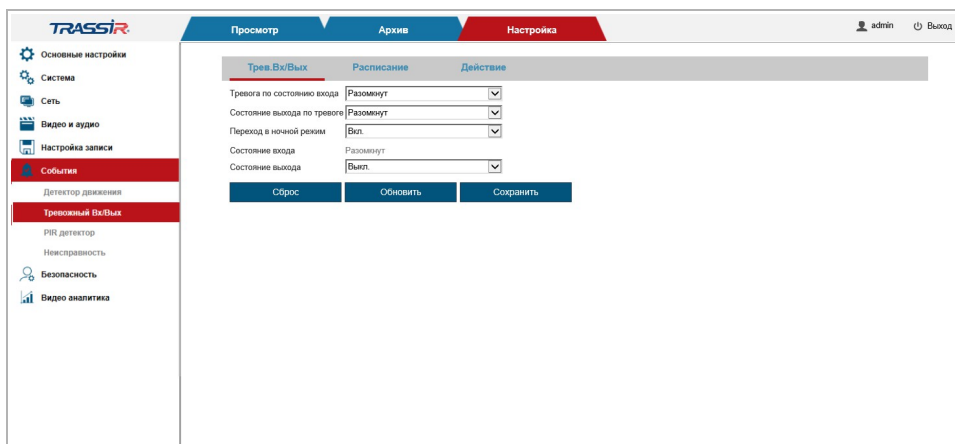 TRASSIR
Просмотр
Архив
Настройка
admin
Выход
Основные настройки
Система
Сеть
Видео и аудио
Настройка записи
События
Детектор движения
Тревожный Вх/Вых
PIR детектор
Неисправность
Безопасность
Видео аналитика
Трев.Вх/Вых
Расписание
Действие
Тревога по состоянию входа Разомкнут
Состояние выхода по тревоге Разомкнут
Переход в ночной режим Вкл.
Состояние входа Разомкнут
Состояние выхода Выкл.
Сброс
Обновить
Сохранить